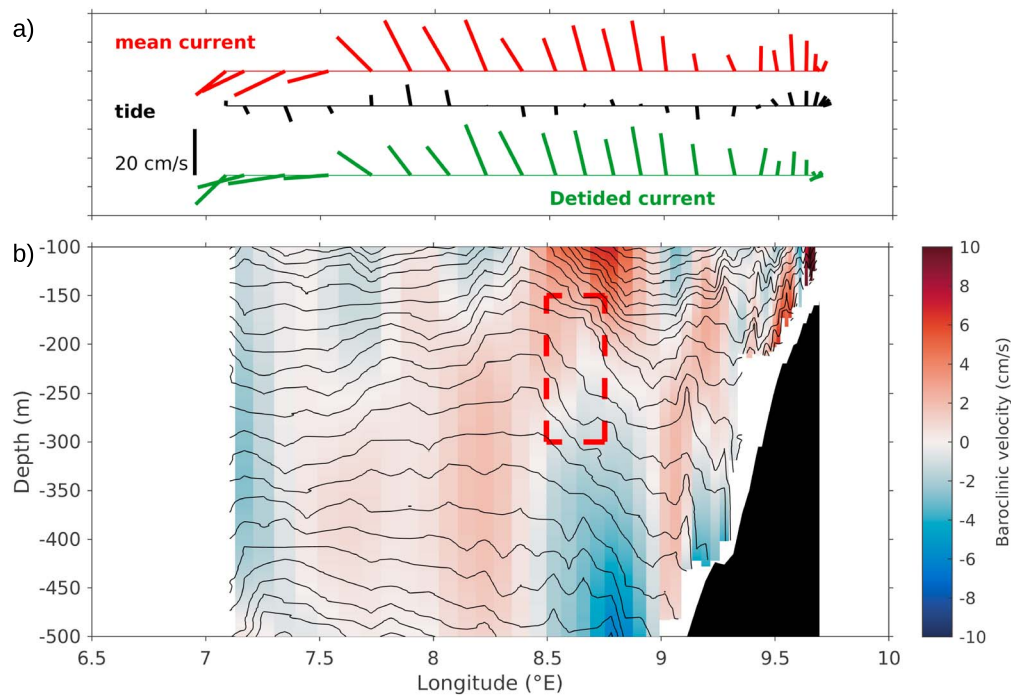 a)
mean current
tide
20 cm/s
Detided current
b)
-100
-150
-200
-250
-300
-350
-400
-450
-500
Depth (m)
6.5 7 7.5 8 8.5 9 9.5 10
Longitude (°E)
10
8
6
4
2
0
-2
-4
-6
-8
-10
Baroclinic velocity (cm/s)